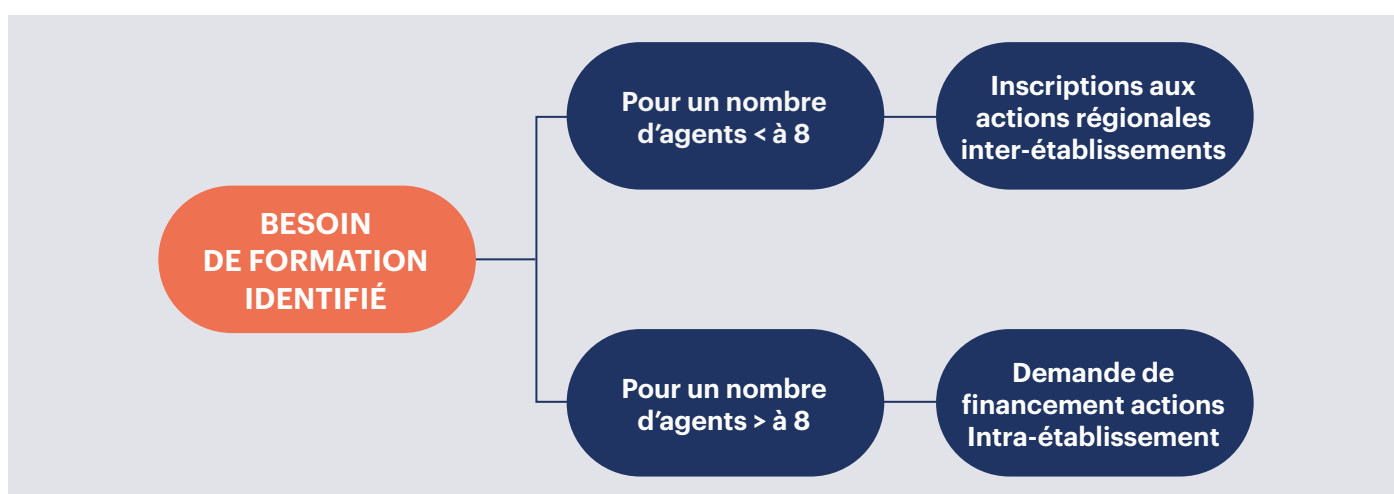 BESOIN
DE FORMATION
IDENTIFIÉ
Pour un nombre
d’agents < à 8
Inscriptions aux
actions régionales
inter-établissements
Pour un nombre
d’agents > à 8
Demande de
financement actions
Intra-établissement